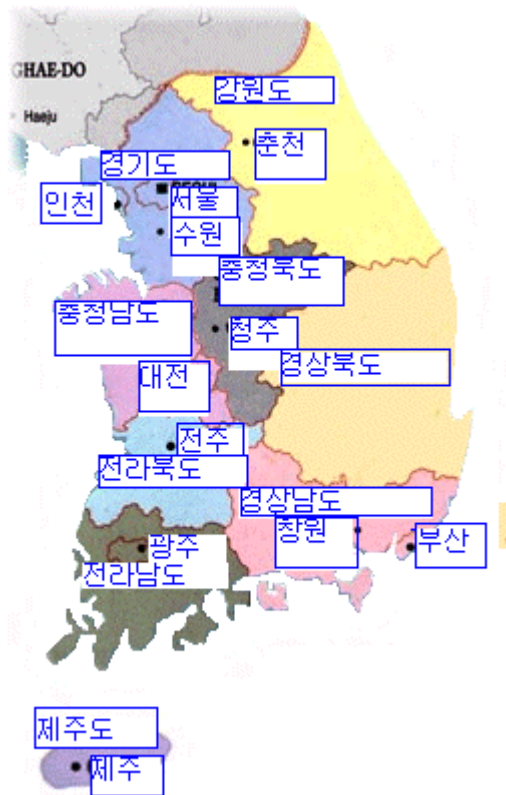 GHAE-DO
강원도
Haeju
춘천
경기도
서울
인천
수원
충청북도
충청남도
청주
경상북도
대전
전주
전라북도
경상남도
창원
부산
광주
전라남도
제주도
제주